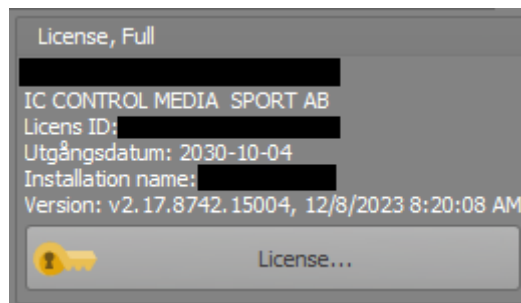 License, Full
IC CONTROL MEDIA SPORT AB
Licens ID:
Utgångsdatum: 2030-10-04
Installation name:
Version: v2.17.8742.15004, 12/8/2023 8:20:08 AM
License...